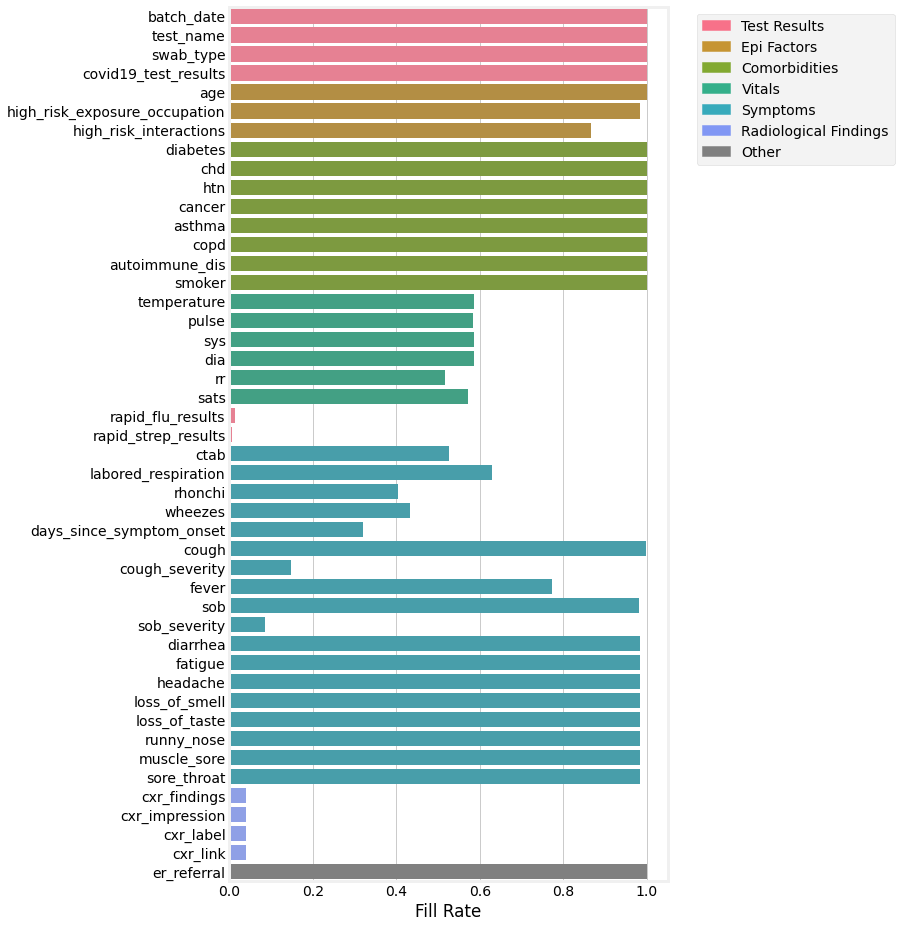 batch_date
test_name
swab_type
covid19_test_results
age
high_risk_exposure_occupation
high_risk_interactions
diabetes
chd
htn
cancer
asthma
copd
autoimmune_dis
smoker
temperature
pulse
sys
dia
rr
sats
rapid_flu_results
rapid_strep_results
ctab
labored_respiration
rhonchi
wheezes
days_since_symptom_onset
cough
cough_severity
fever
sob
sob_severity
diarrhea
fatigue
headache
loss_of_smell
loss_of_taste
runny_nose
muscle_sore
sore_throat
cxr_findings
cxr_impression
cxr_label
cxr_link
er_referral
0.0 0.2 0.4 0.6 0.8 1.0
Fill Rate
Test Results
Epi Factors
Comorbidities
Vitals
Symptoms
Radiological Findings
Other